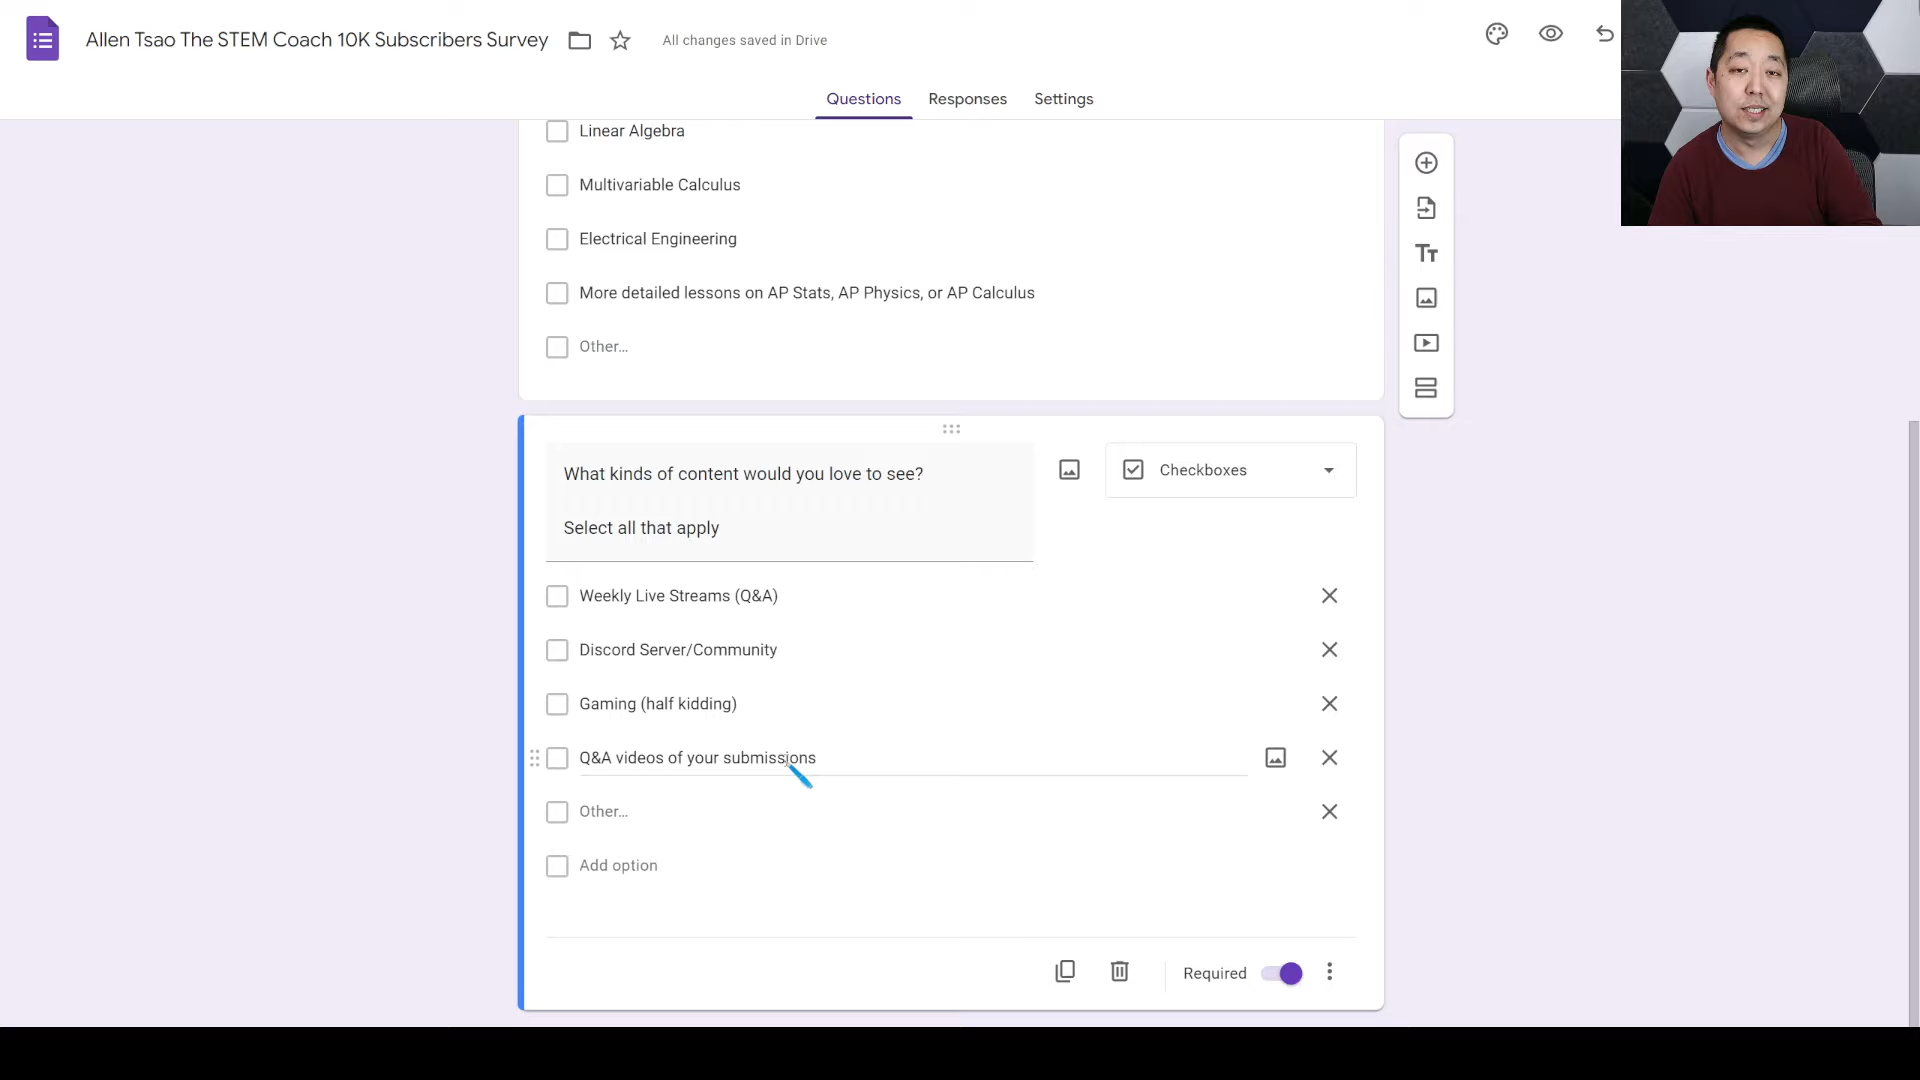 Allen Tsao The STEM Coach 10K Subscribers Survey
All changes saved in Drive
Questions
Responses
Settings
Linear Algebra
Multivariable Calculus
Electrical Engineering
More detailed lessons on AP Stats, AP Physics, or AP Calculus
Other...
What kinds of content would you love to see?
Checkboxes
Select all that apply
Weekly Live Streams (Q&A)
Discord Server/Community
Gaming (half kidding)
Q&A videos of your submissions
Other...
Add option
Required